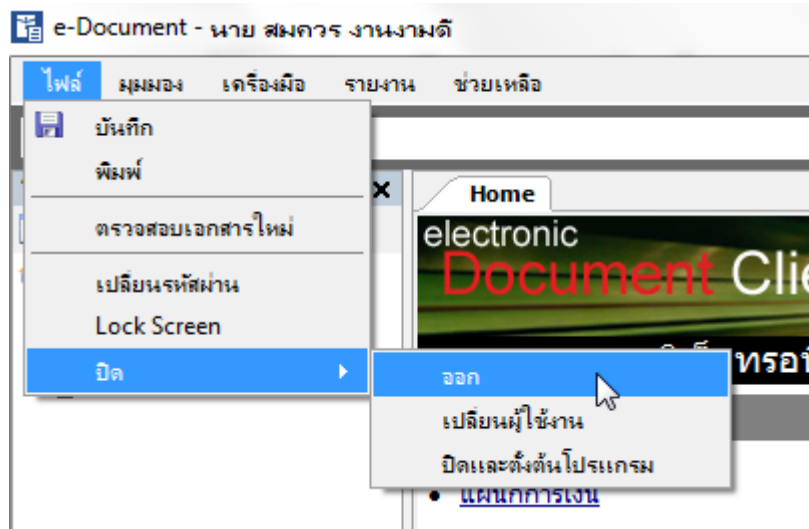 e-Document - นาย สมควร งานงามดี
ไฟล์ มุมมอง เครื่องมือ รายงาน ช่วยเหลือ
บันทึก
พิมพ์
ตรวจสอบเอกสารใหม่
เปลี่ยนรหัสผ่าน
Lock Screen
ปิด
ออก
เปลี่ยนผู้ใช้งาน
ปิดและตั้งต้นโปรแกรม
Home
electronic
Document Clie
ทรอ
แผนกการเงิน